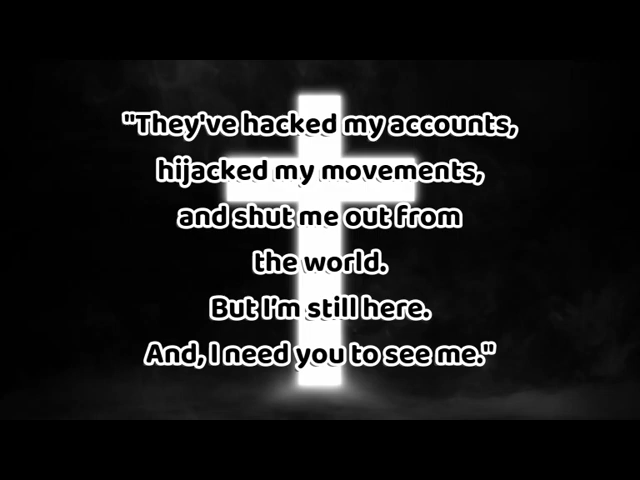 "They've hacked my accounts,
hijacked my movements,
and shut me out from
the world.
But I'm still here.
And, I need you to see me."